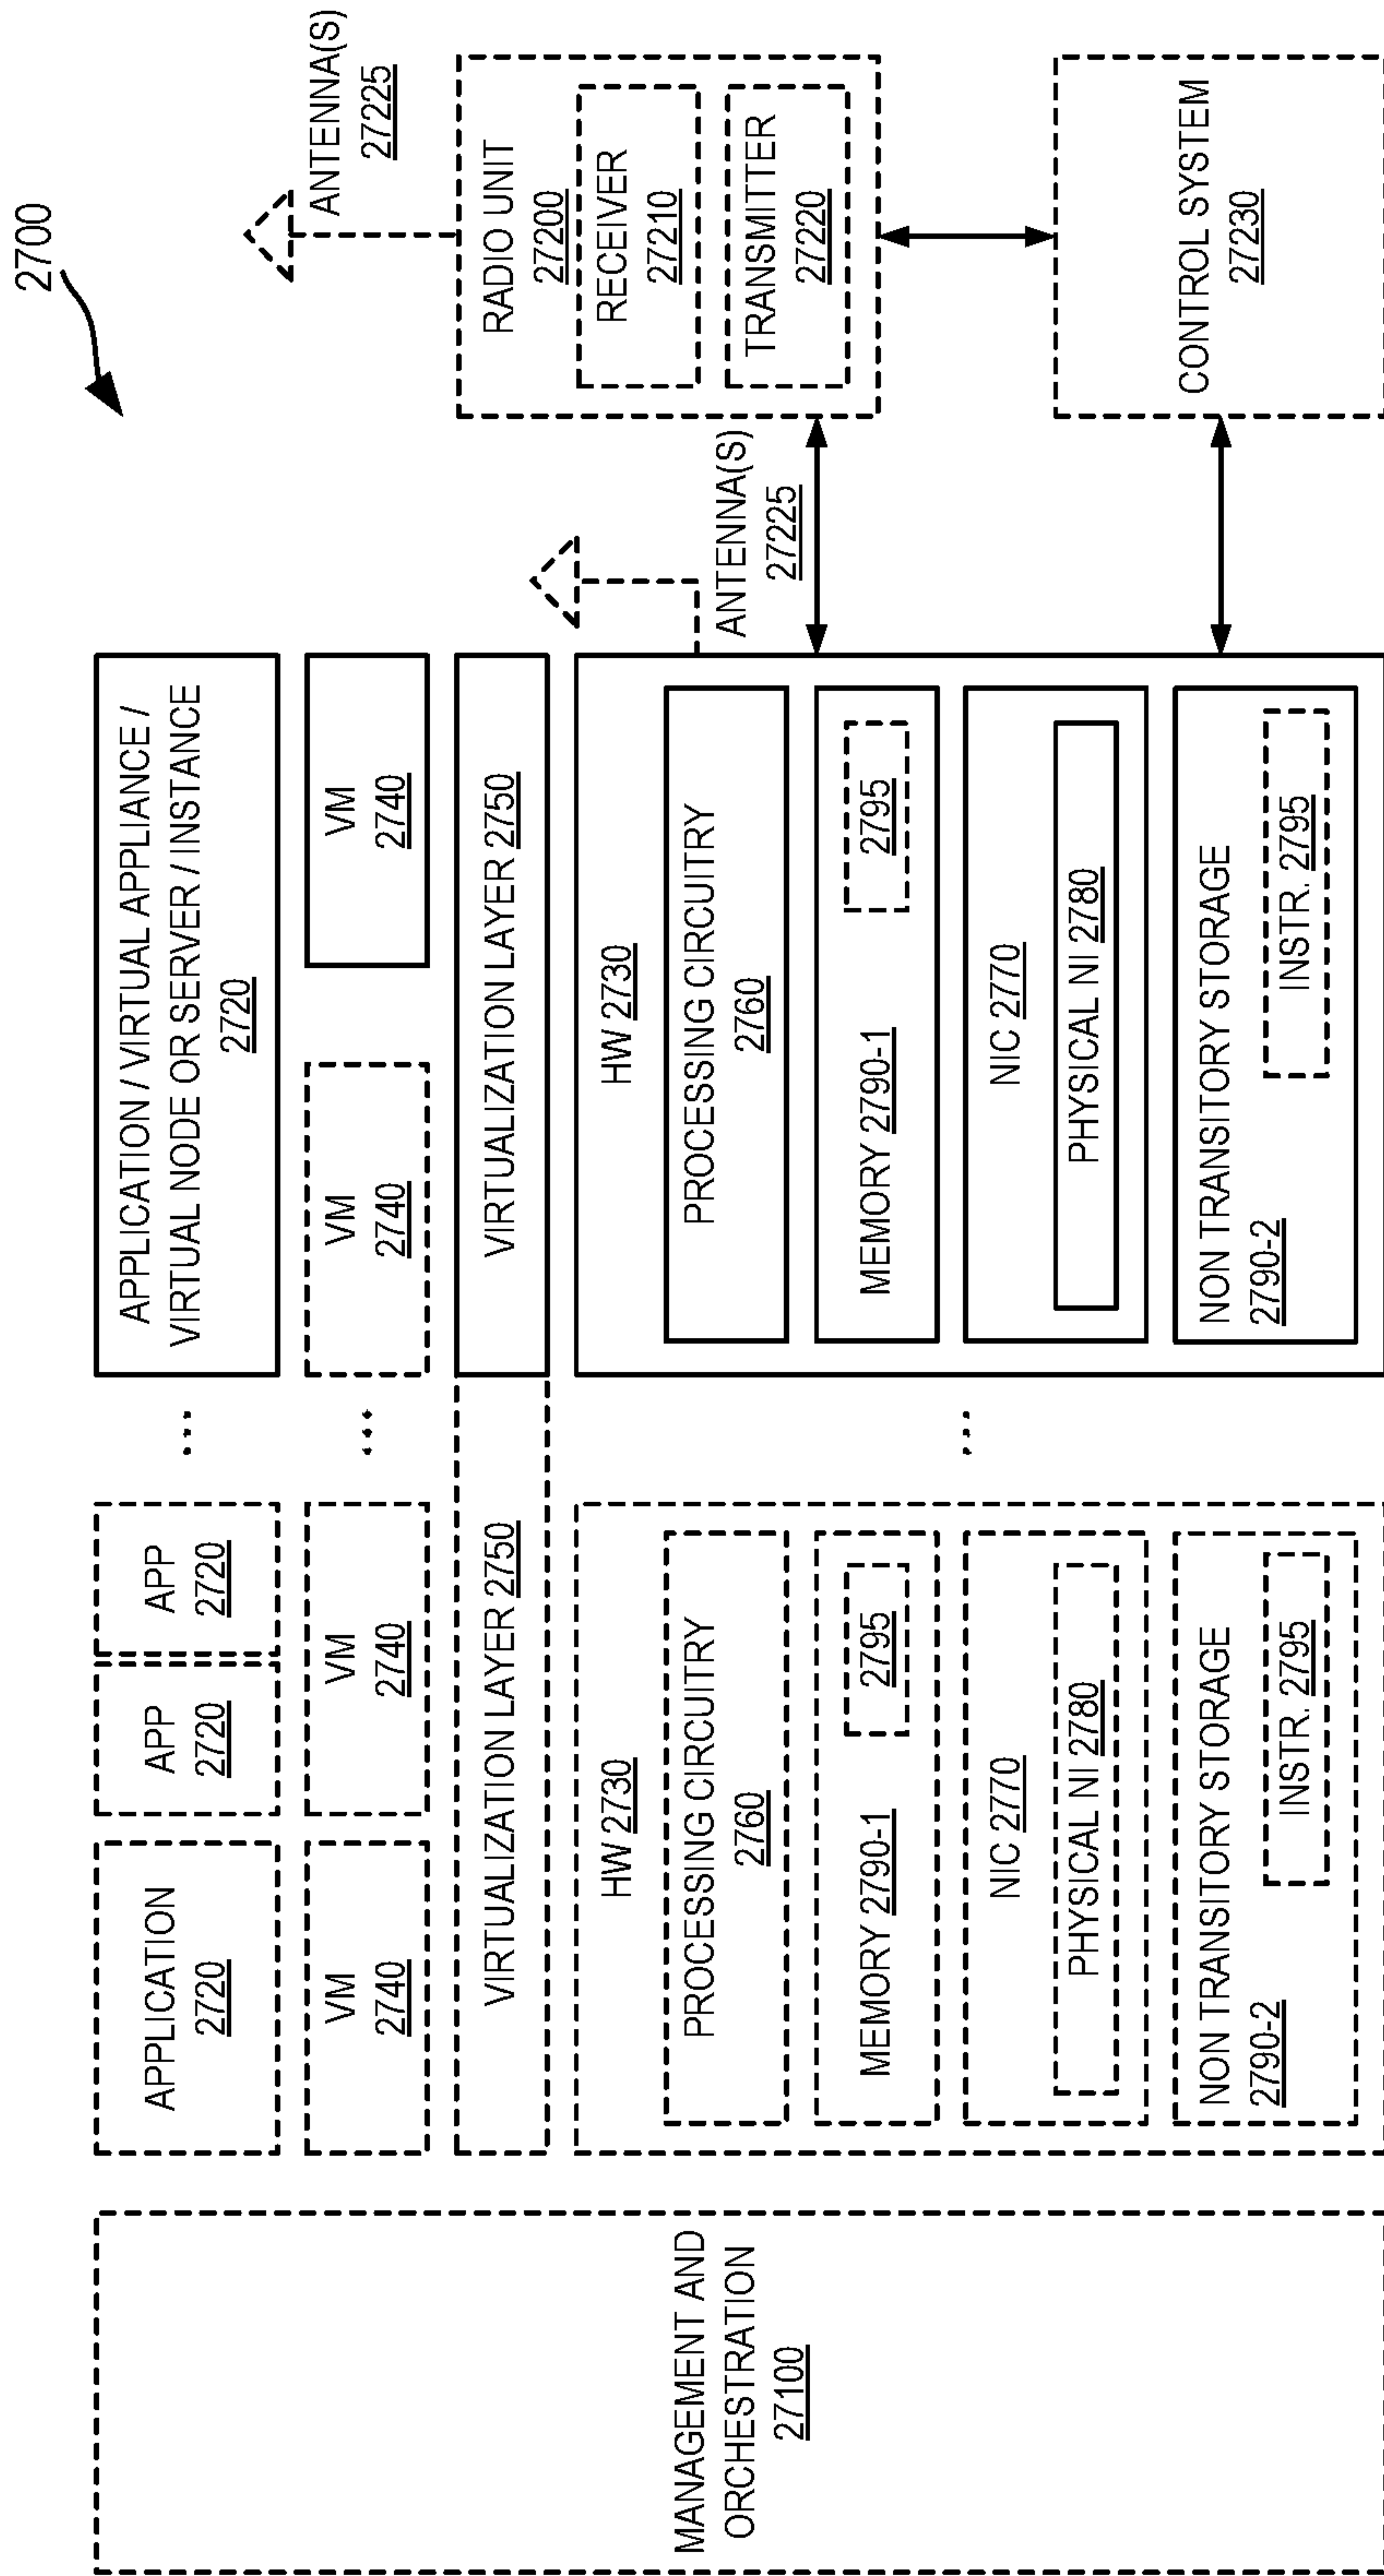 2700
MANAGEMENT AND
ORCHESTRATION
27100
APPLICATION
2720
APP
2720
APP
2720
...
APPLICATION / VIRTUAL APPLIANCE /
VIRTUAL NODE OR SERVER / INSTANCE
2720
VM
2740
VM
2740
...
VM
2740
VM
2740
VIRTUALIZATION LAYER 2750
VIRTUALIZATION LAYER 2750
HW 2730
PROCESSING CIRCUITRY
2760
MEMORY 2790-1
2795
NIC 2770
PHYSICAL NI 2780
NON TRANSITORY STORAGE
2790-2
INSTR. 2795
...
HW 2730
PROCESSING CIRCUITRY
2760
MEMORY 2790-1
2795
NIC 2770
PHYSICAL NI 2780
NON TRANSITORY STORAGE
2790-2
INSTR. 2795
ANTENNA(S)
27225
ANTENNA(S)
27225
RADIO UNIT
27200
RECEIVER
27210
TRANSMITTER
27220
CONTROL SYSTEM
27230